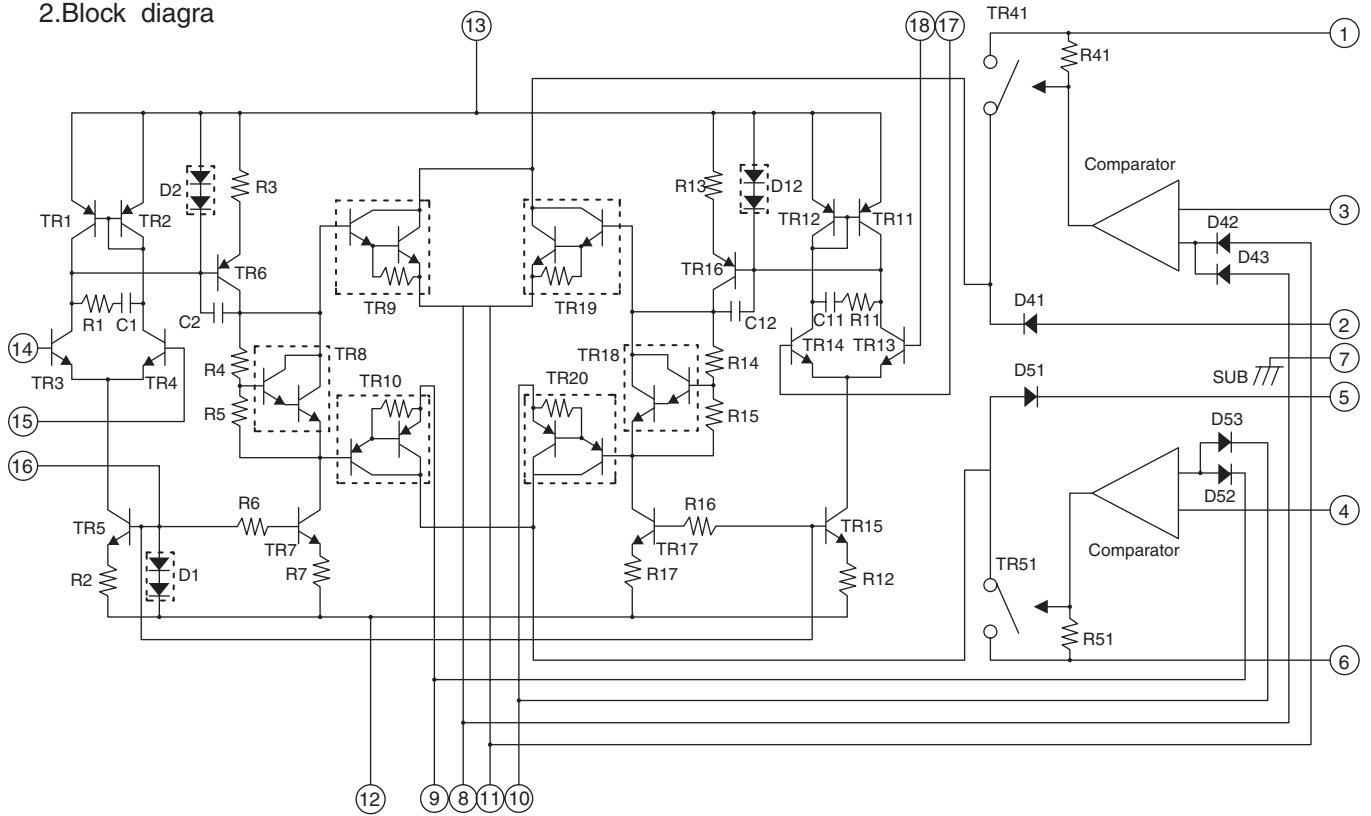 2.Block diagra
13
18 17
TR41
1
R41
Comparator
3
D42
D43
D41
2
7
SUB
D51
5
D53
D52
4
Comparator
TR51
R51
6
D2
R3
R13
D12
TR1
TR2
TR12
TR11
TR6
TR16
TR9
TR19
R1
C1
C2
C12
C11
R11
14
TR3
TR4
R4
TR8
TR18
R14
TR14
TR13
TR10
TR20
R5
R15
15
16
R6
R16
TR5
TR7
TR17
TR15
R2
D1
R7
R17
R12
12
9
8
11
10